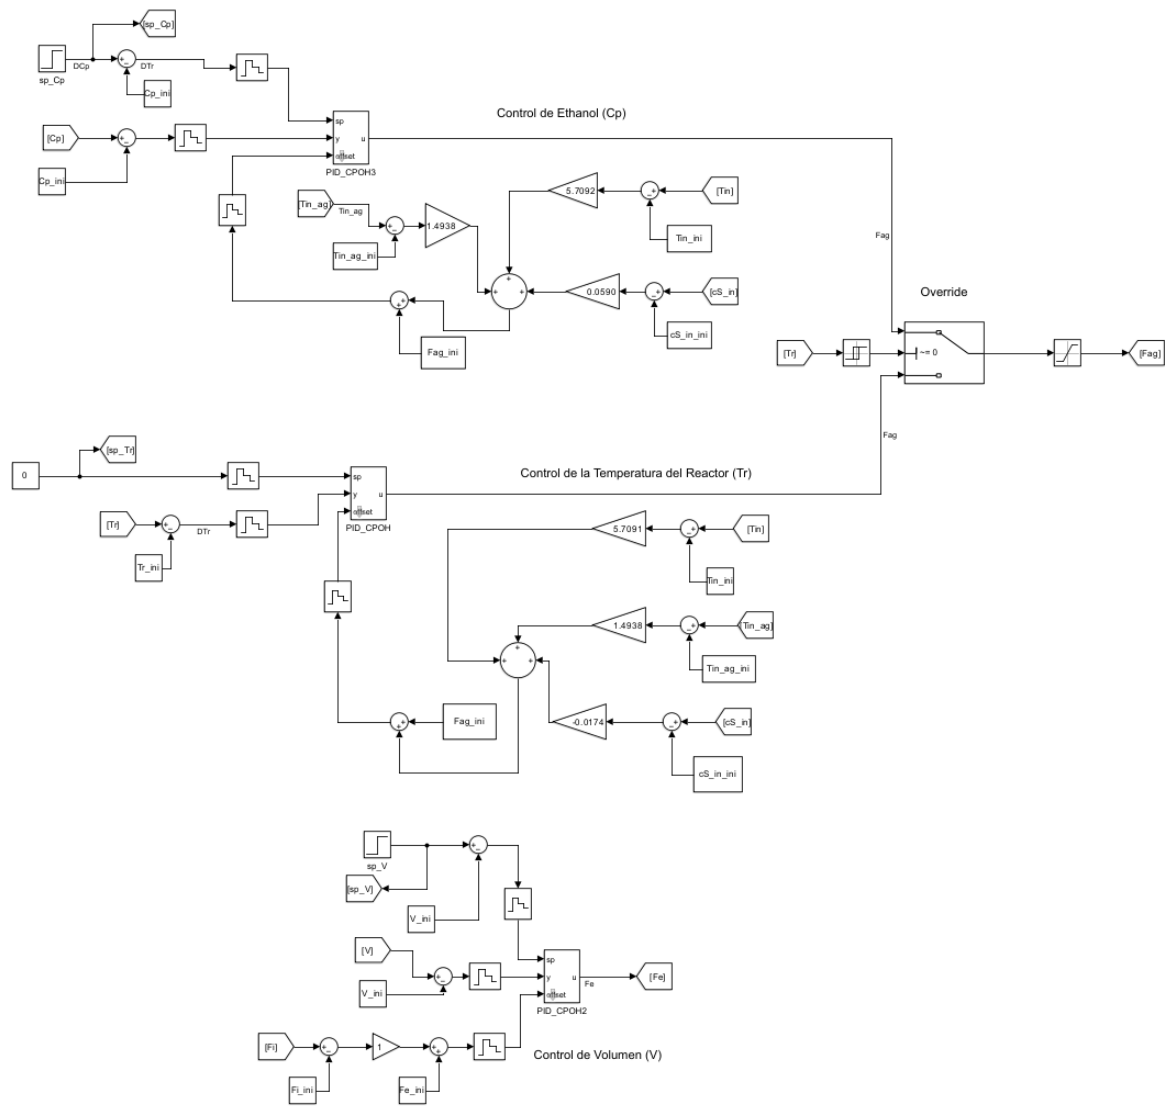 [sp_Cp]
sp_Cp
DCp
DTr
Cp_ini
[Cp]
Cp_ini
sp
y
offset
u
PID_CPOH3
Control de Ethanol (Cp)
[Tin_ag]
Tin_ag
1.4938
Tin_ag_ini
5.7092
[Tin]
Tin_ini
0.0590
[cS_in]
cS_in_ini
Fag_ini
Fag
Override
[Tr]
~= 0
[Fag]
Fag
[sp_Tr]
0
sp
y
offset
u
PID_CPOH
Control de la Temperatura del Reactor (Tr)
[Tr]
DTr
Tr_ini
5.7091
[Tin]
Tin_ini
1.4938
[Tin_ag]
Tin_ag_ini
Fag_ini
-0.0174
[cS_in]
cS_in_ini
sp_V
[sp_V]
V_ini
[V]
V_ini
sp
y
offset
u
PID_CPOH2
Fe
[Fe]
[Fi]
1
Fi_ini
Fe_ini
Control de Volumen (V)